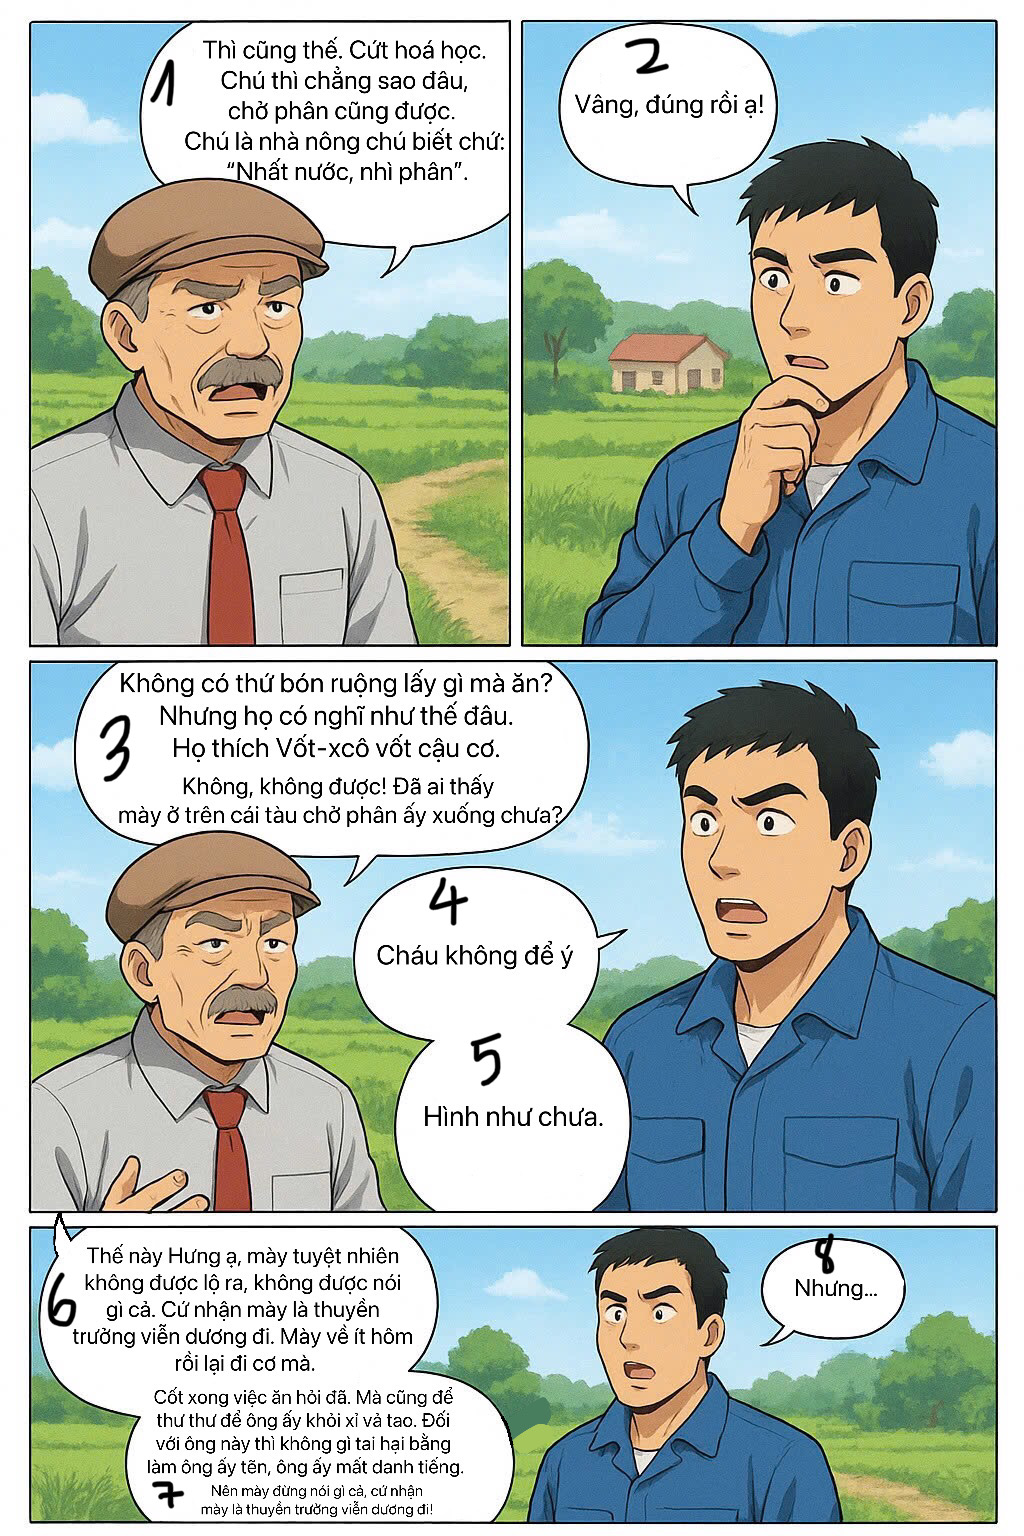 1
Thì cũng thế. Cứt hoá học.
Chú thì chẳng sao đâu,
chở phân cũng được.
Chú là nhà nông chú biết chứ:
“Nhất nước, nhì phân”.
2
Vâng, đúng rồi ạ!
3
Không có thứ bón ruộng lấy gì mà ăn?
Nhưng họ có nghĩ như thế đâu.
Họ thích Vốt-xcô vốt cậu cơ.
Không, không được! Đã ai thấy
mày ở trên cái tàu chở phân ấy xuống chưa?
4
Cháu không để ý
5
Hình như chưa.
6
Thế này Hưng ạ, mày tuyệt nhiên
không được lộ ra, không được nói
gì cả. Cứ nhận mày là thuyền
trưởng viễn dương đi. Mày về ít hôm
rồi lại đi cơ mà.
7
Cốt xong việc ăn hỏi đã. Mà cũng để
thư thư để ông ấy khỏi xỉ vả tao. Đối
với ông này thì không gì tai hại bằng
làm ông ấy tên, ông ấy mất danh tiếng.
Nên mày đừng nói gì cả, cứ nhận
mày là thuyền trưởng viễn dương đi!
8
Nhưng...